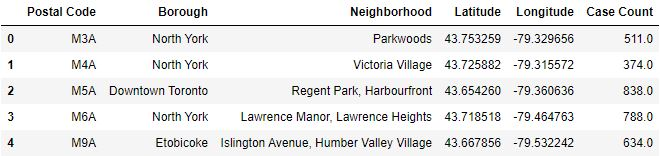 Postal Code Borough Neighborhood Latitude Longitude Case Count
0 M3A North York Parkwoods 43.753259 -79.329656 511.0
1 M4A North York Victoria Village 43.725882 -79.315572 374.0
2 M5A Downtown Toronto Regent Park, Harbourfront 43.654260 -79.360636 838.0
3 M6A North York Lawrence Manor, Lawrence Heights 43.718518 -79.464763 788.0
4 M9A Etobicoke Islington Avenue, Humber Valley Village 43.667856 -79.532242 634.0